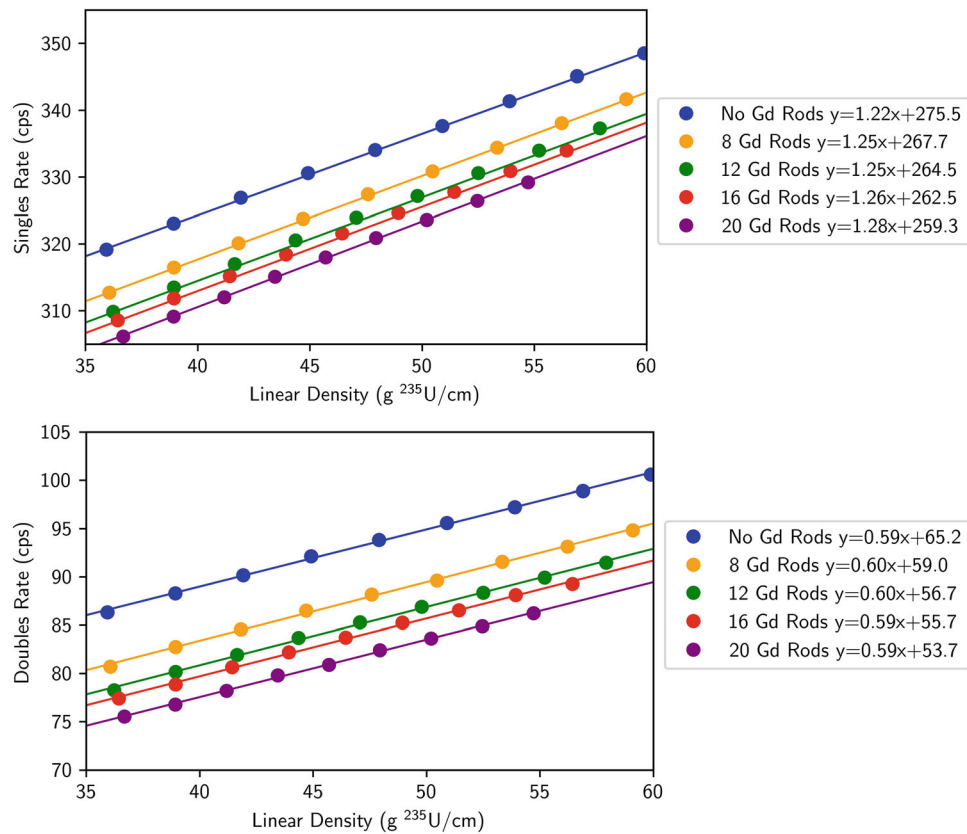 350
340
330
320
310
Singles Rate (cps)
35 40 45 50 55 60
Linear Density (g ²³⁵U/cm)
No Gd Rods y=1.22x+275.5
8 Gd Rods y=1.25x+267.7
12 Gd Rods y=1.25x+264.5
16 Gd Rods y=1.26x+262.5
20 Gd Rods y=1.28x+259.3
105
100
95
90
85
80
75
70
Doubles Rate (cps)
35 40 45 50 55 60
Linear Density (g ²³⁵U/cm)
No Gd Rods y=0.59x+65.2
8 Gd Rods y=0.60x+59.0
12 Gd Rods y=0.60x+56.7
16 Gd Rods y=0.59x+55.7
20 Gd Rods y=0.59x+53.7